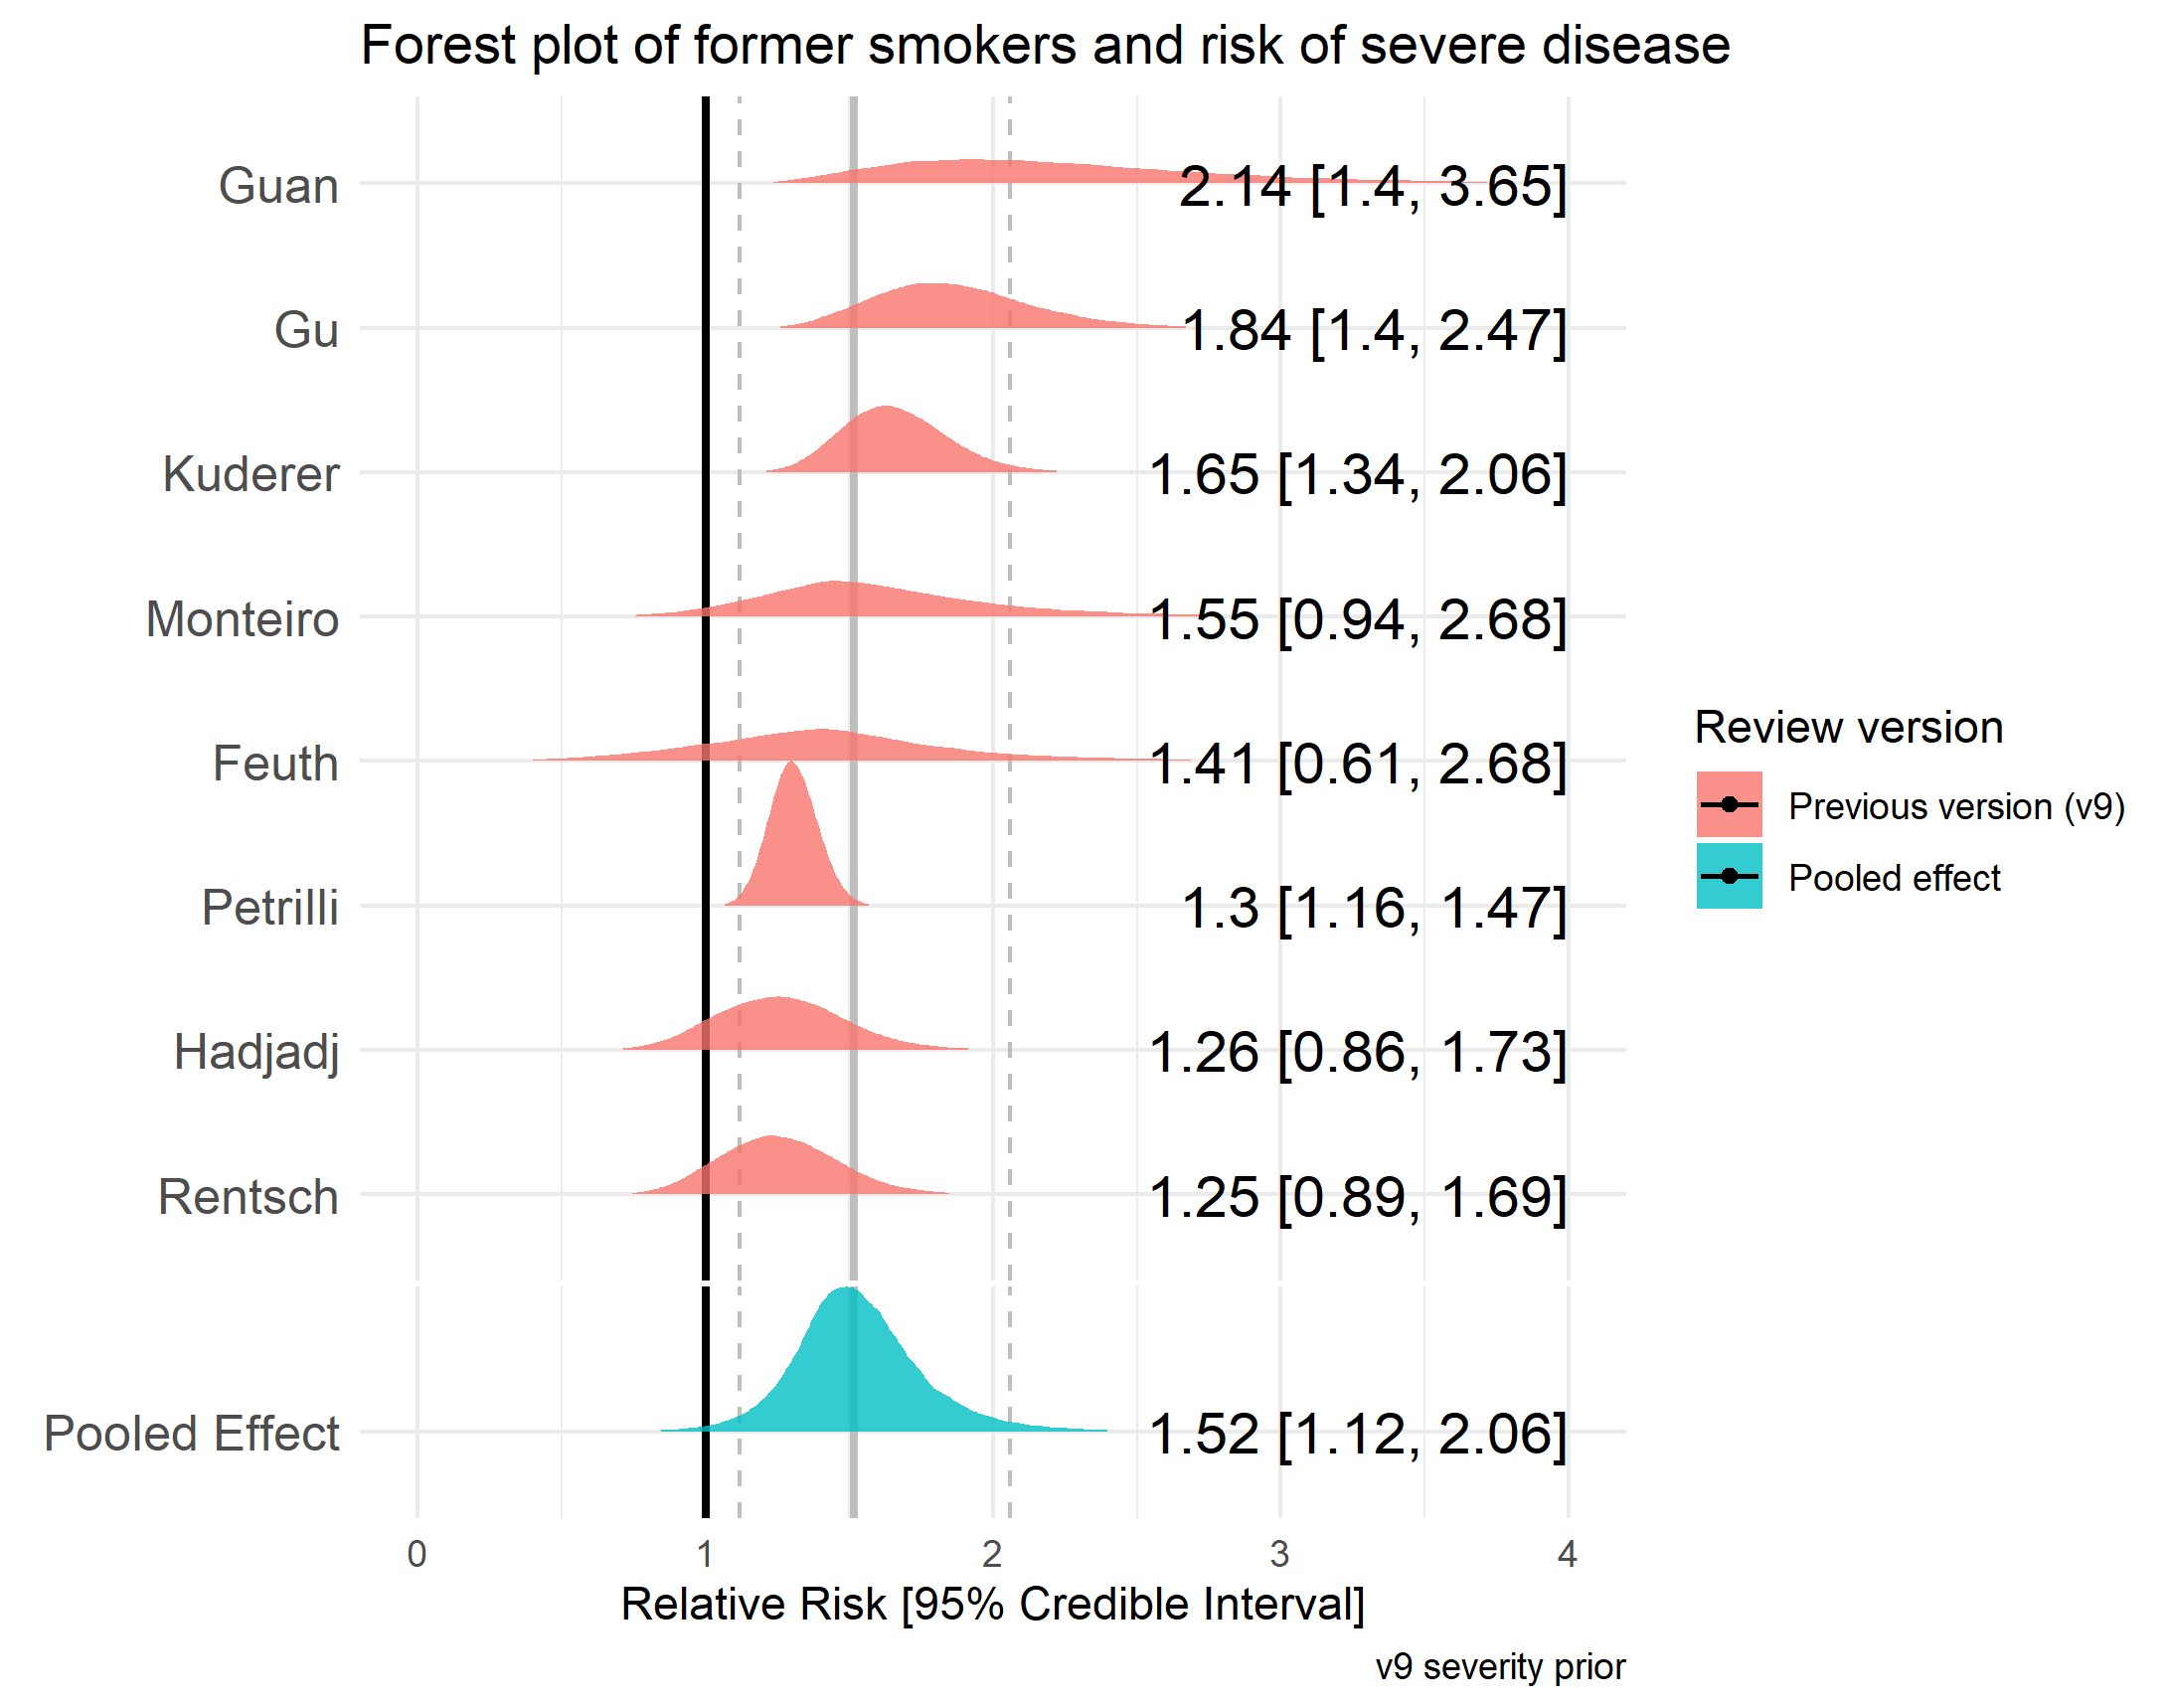 Forest plot of former smokers and risk of severe disease
Guan 2.14 [1.4, 3.65]
Gu 1.84 [1.4, 2.47]
Kuderer 1.65 [1.34, 2.06]
Monteiro 1.55 [0.94, 2.68]
Feuth 1.41 [0.61, 2.68]
Petrilli 1.3 [1.16, 1.47]
Hadjadj 1.26 [0.86, 1.73]
Rentsch 1.25 [0.89, 1.69]
Pooled Effect 1.52 [1.12, 2.06]
0 1 2 3 4
Relative Risk [95% Credible Interval]
v9 severity prior
Review version
Previous version (v9)
Pooled effect